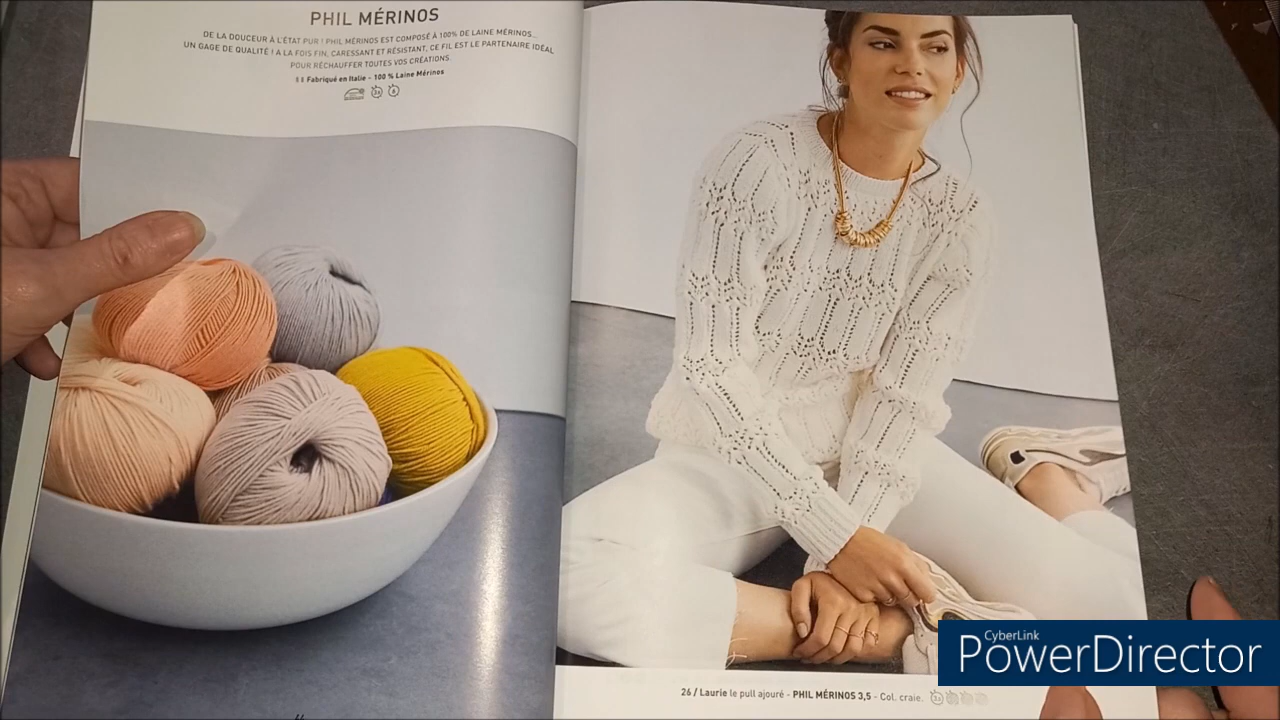 PHIL MÉRINOS
DE LA DOUCEUR À L'ÉTAT PUR ! PHIL MÉRINOS EST COMPOSÉ À 100% DE LAINE MÉRINOS...
UN GAGE DE QUALITÉ ! A LA FOIS FIN, CARESSANT ET RÉSISTANT, CE FIL EST LE PARTENAIRE IDÉAL
POUR RÉCHAUFFER TOUTES VOS CRÉATIONS
Fabriqué en Italie - 100 % Laine Mérinos
26 / Laurie le pull ajouré - PHIL MÉRINOS 3,5 - Col. craie.
CyberLink
PowerDirector